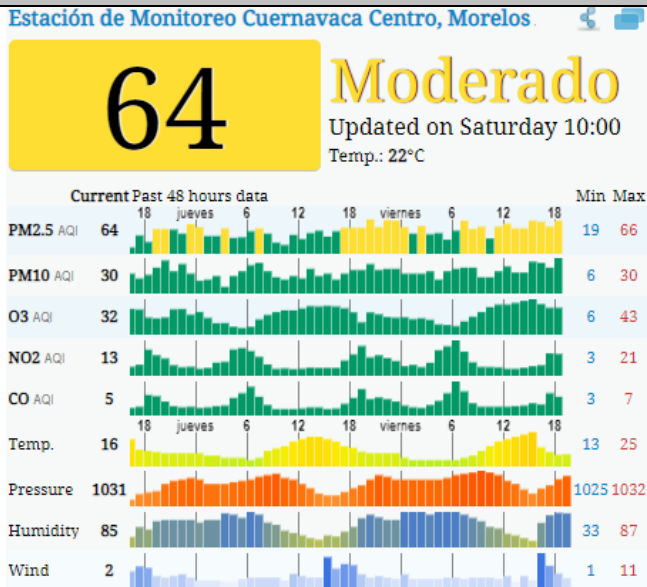 Estación de Monitoreo Cuernavaca Centro, Morelos
64
Moderado
Updated on Saturday 10:00
Temp.: 22°C
Current Past 48 hours data Min Max
18 jueves 6 12 18 viernes 6 12 18
PM2.5 AQI 64 19 66
PM10 AQI 30 6 30
O3 AQI 32 6 43
NO2 AQI 13 3 21
CO AQI 5 3 7
18 jueves 6 12 18 viernes 6 12 18
Temp. 16 13 25
Pressure 1031 1025 1032
Humidity 85 33 87
Wind 2 1 11